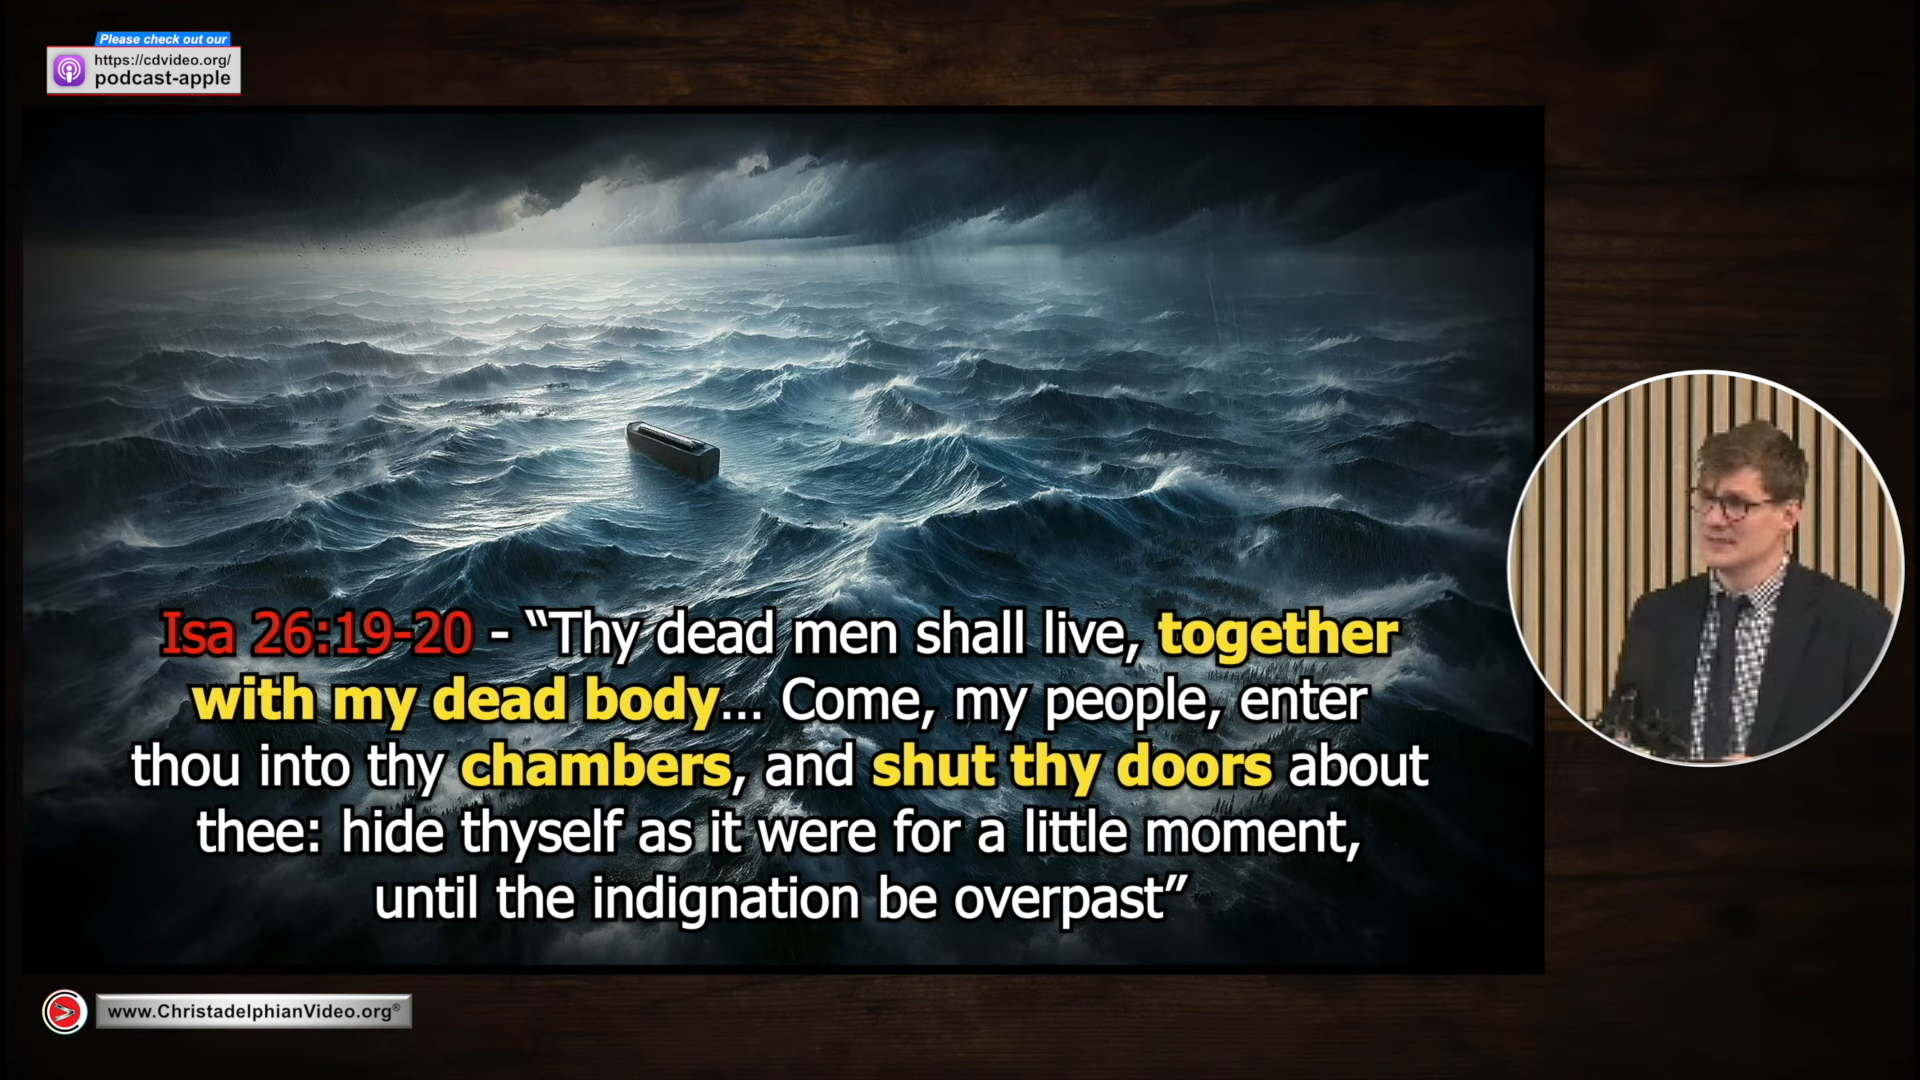 Please check out our
https://cdvideo.org/
podcast-apple
Isa 26:19-20 - “Thy dead men shall live, together
with my dead body... Come, my people, enter
thou into thy chambers, and shut thy doors about
thee: hide thyself as it were for a little moment,
until the indignation be overpast”
www.ChristadelphianVideo.org®